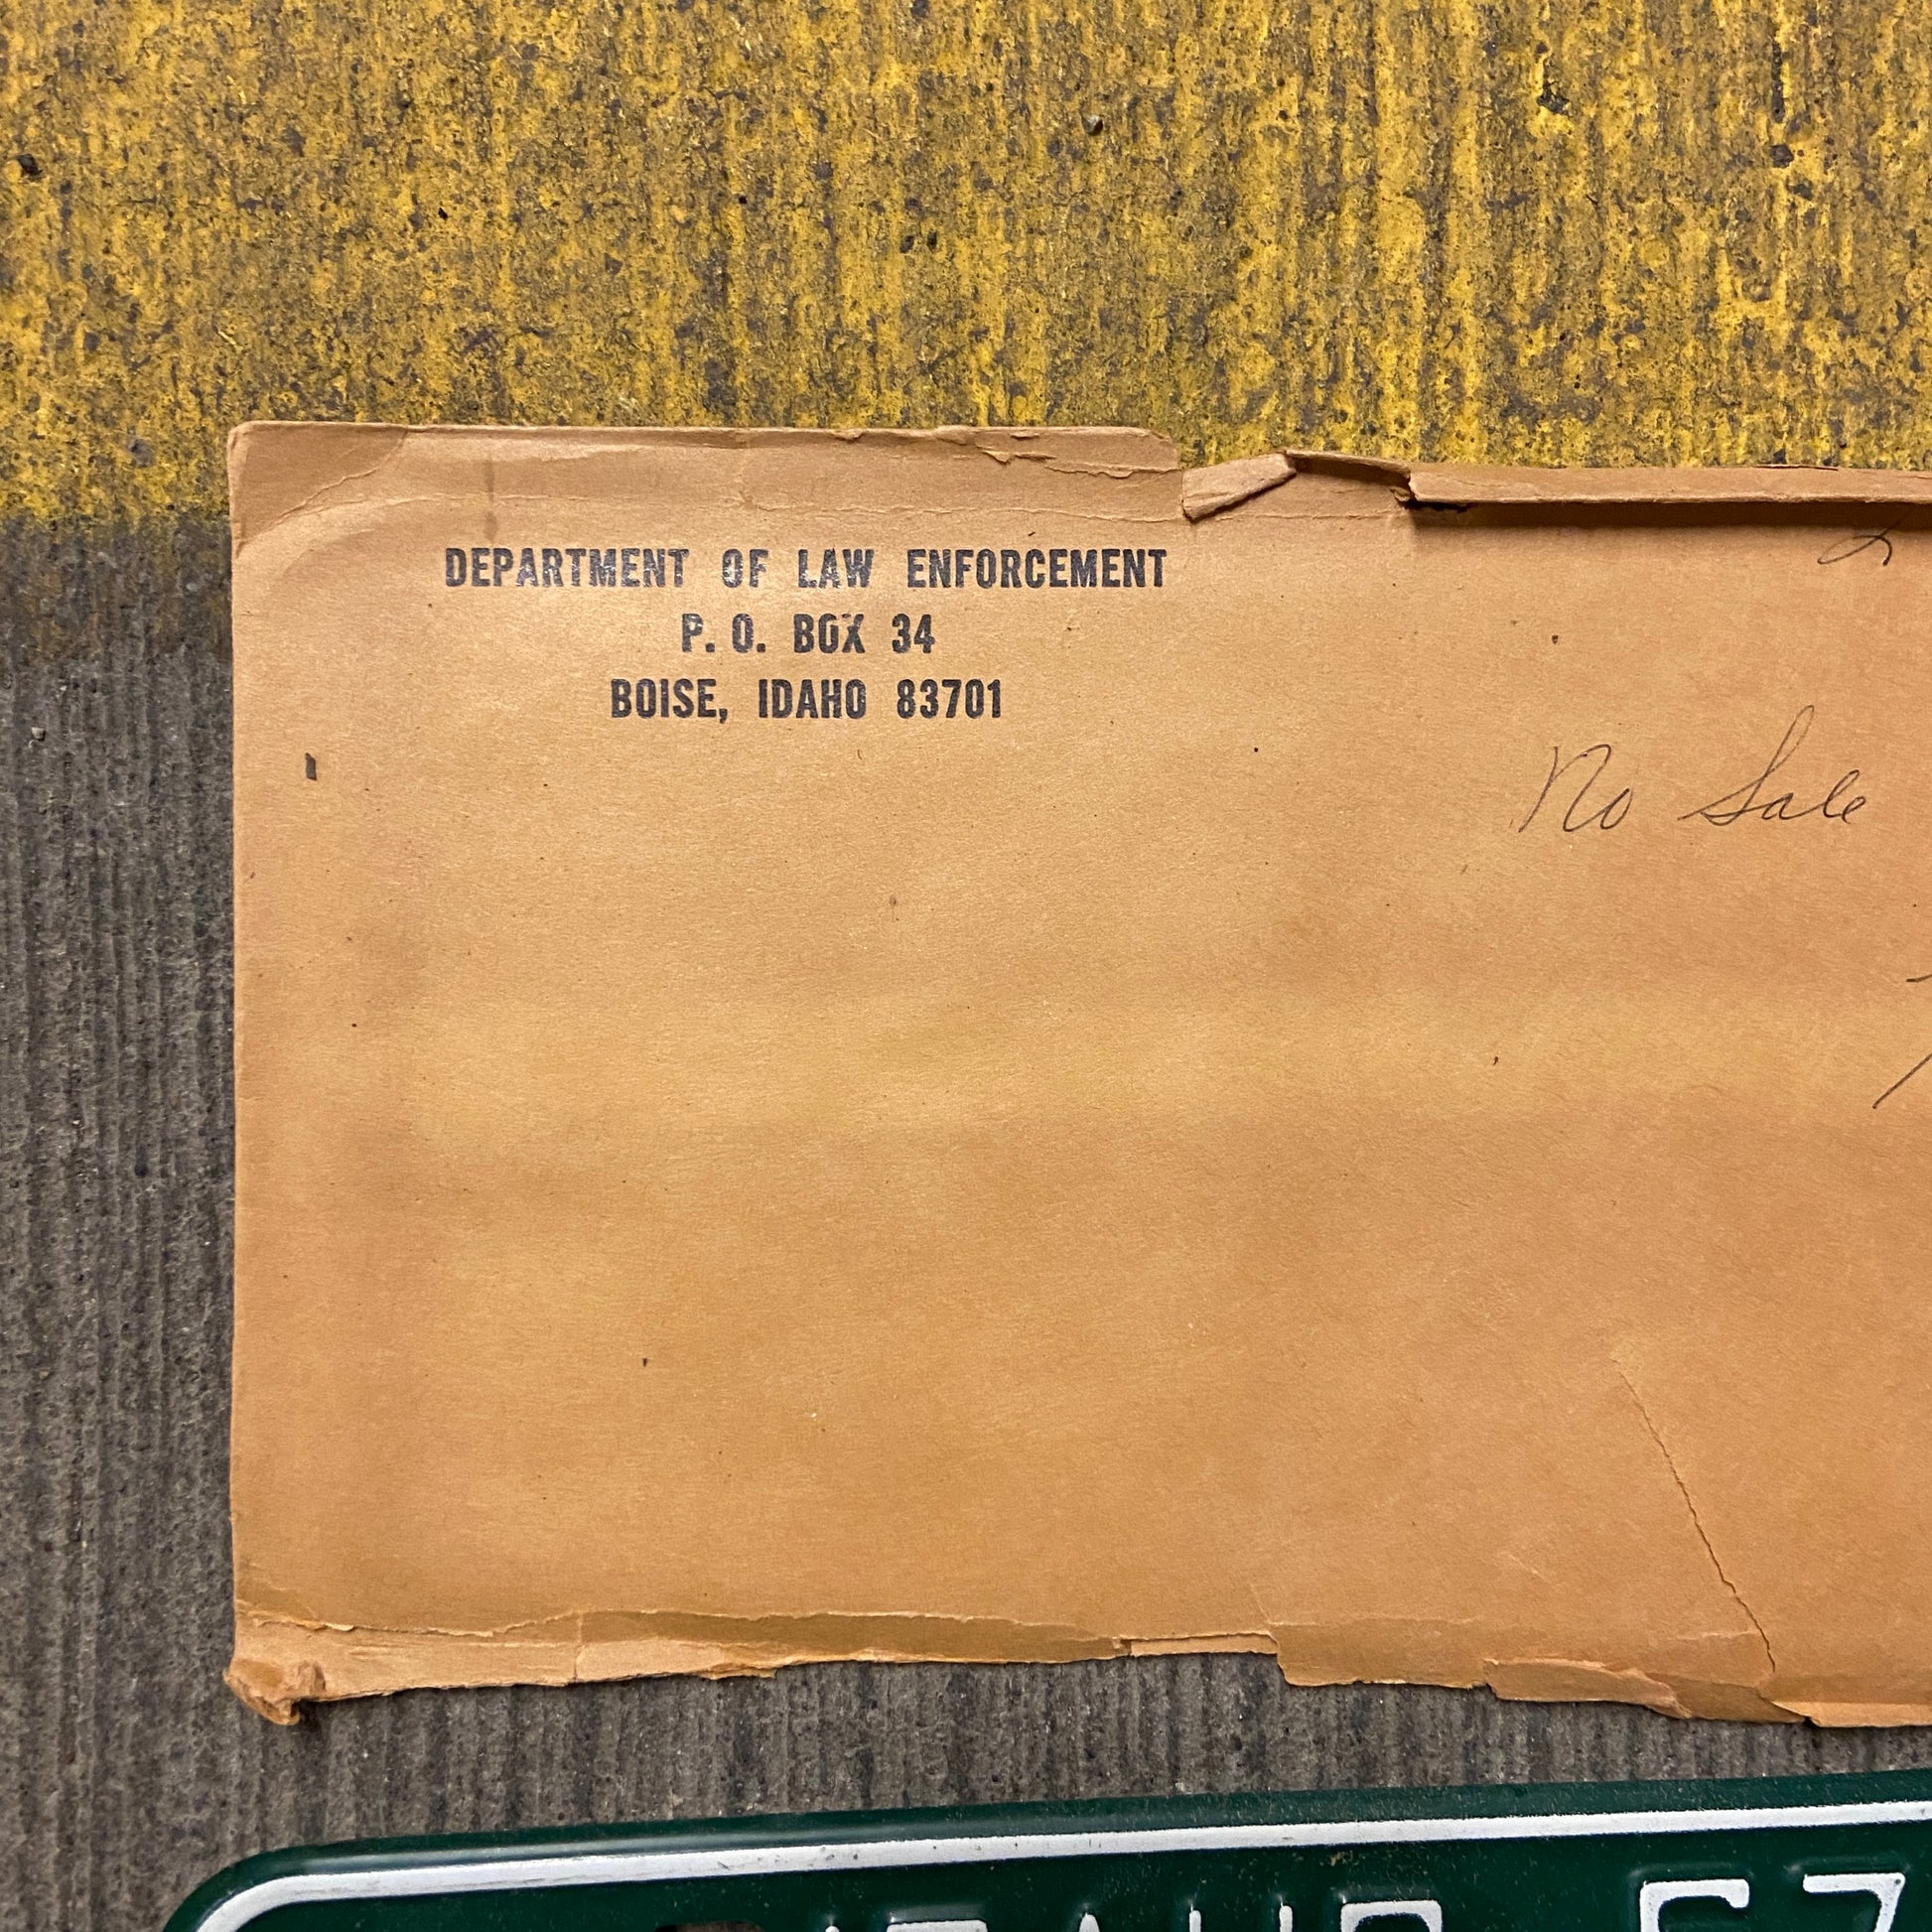 DEPARTMENT OF LAW ENFORCEMENT
P. O. BOX 34
BOISE, IDAHO 83701
No Sale